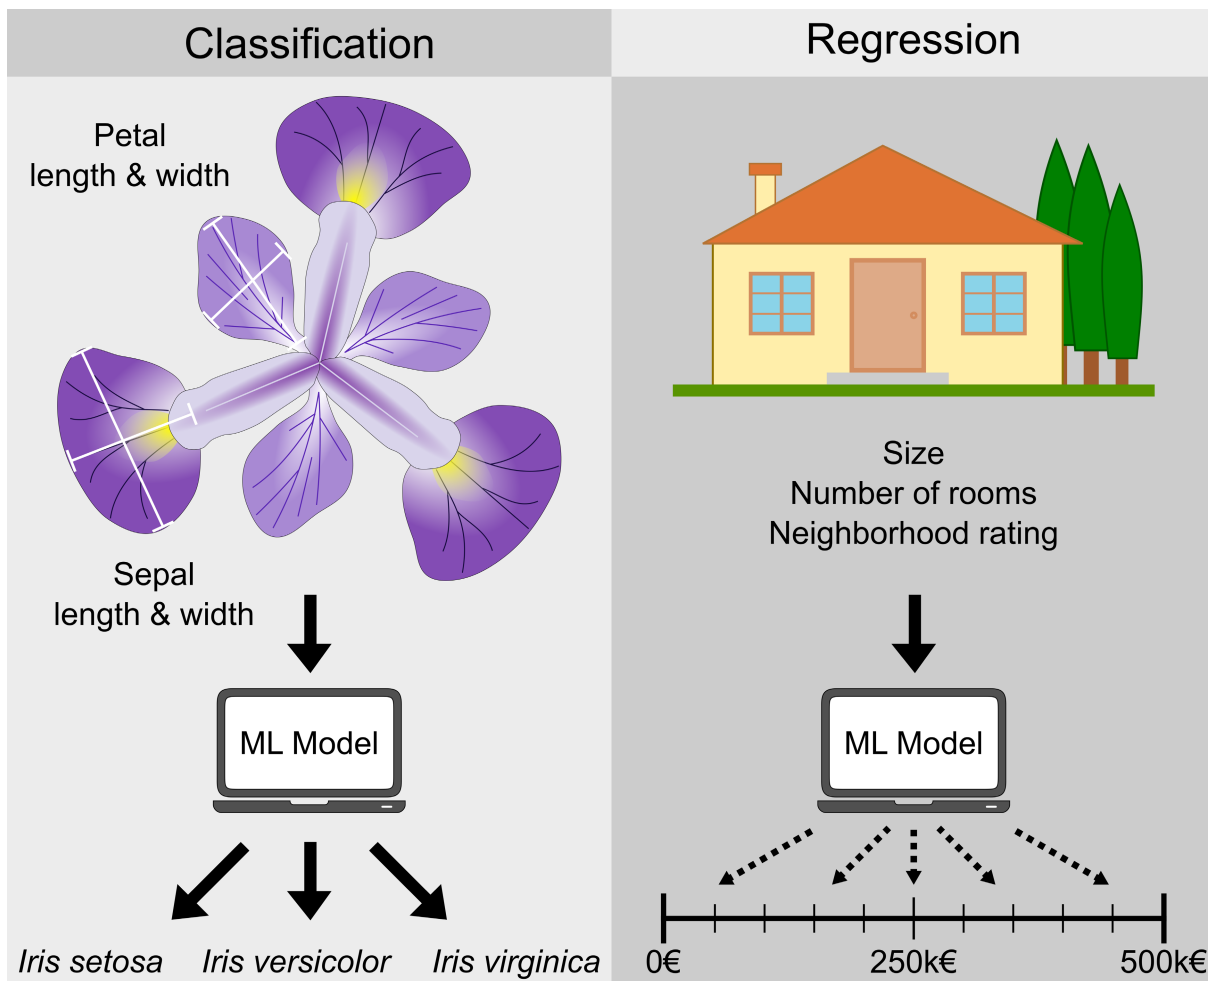 Classification
Petal
length & width
Sepal
length & width
ML Model
Iris setosa
Iris versicolor
Iris virginica
Regression
Size
Number of rooms
Neighborhood rating
ML Model
0€
250k€
500k€